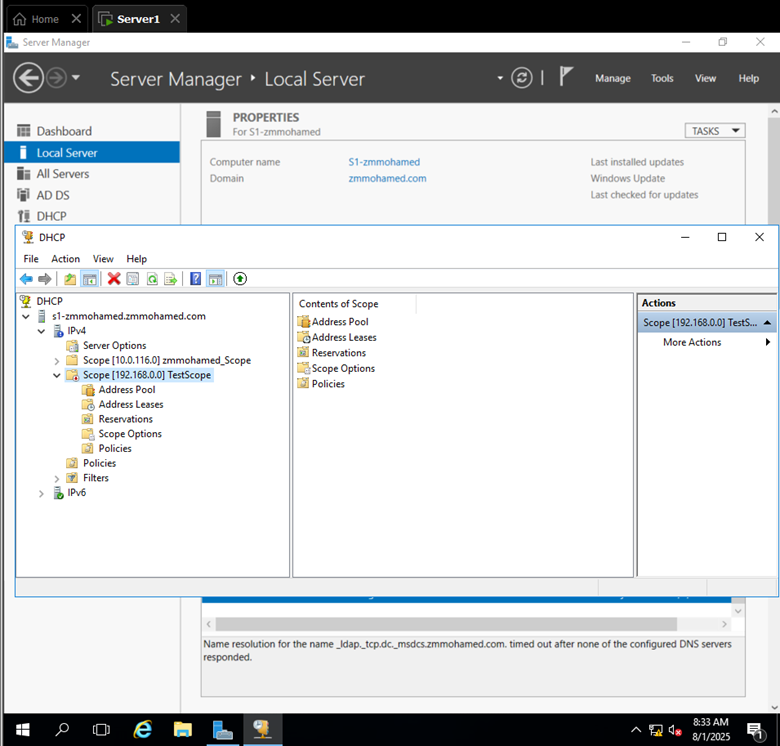 Home
Server1
Server Manager
Server Manager ‣ Local Server
Manage Tools View Help
Dashboard
Local Server
All Servers
AD DS
DHCP
PROPERTIES
For S1-zmmohamed
TASKS
Computer name S1-zmmohamed
Domain zmmohamed.com
Last installed updates
Windows Update
Last checked for updates
DHCP
File Action View Help
DHCP
s1-zmmohamed.zmmohamed.com
IPv4
Server Options
Scope [10.0.116.0] zmmohamed_Scope
Scope [192.168.0.0] TestScope
Address Pool
Address Leases
Reservations
Scope Options
Policies
Policies
Filters
IPv6
Contents of Scope
Address Pool
Address Leases
Reservations
Scope Options
Policies
Actions
Scope [192.168.0.0] TestS...
More Actions
Name resolution for the name _ldap._tcp.dc._msdcs.zmmohamed.com. timed out after none of the configured DNS servers
responded.
8:33 AM
8/1/2025
1